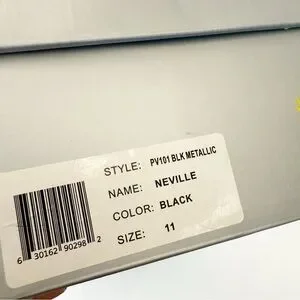 STYLE: PV101 BLK METALLIC
NAME: NEVILLE
COLOR: BLACK
SIZE: 11
6 30162 90298 2